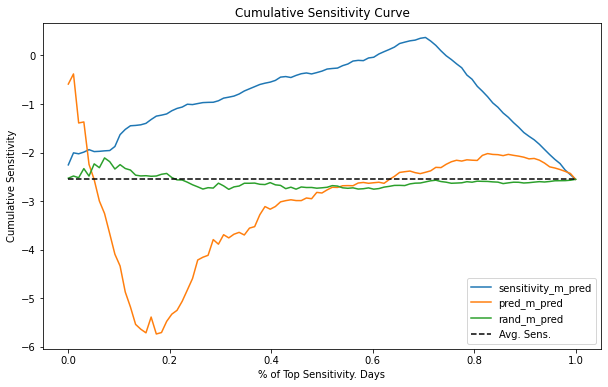 Cumulative Sensitivity Curve
Cumulative Sensitivity
0
−1
−2
−3
−4
−5
−6
0.0 0.2 0.4 0.6 0.8 1.0
% of Top Sensitivity. Days
sensitivity_m_pred
pred_m_pred
rand_m_pred
Avg. Sens.